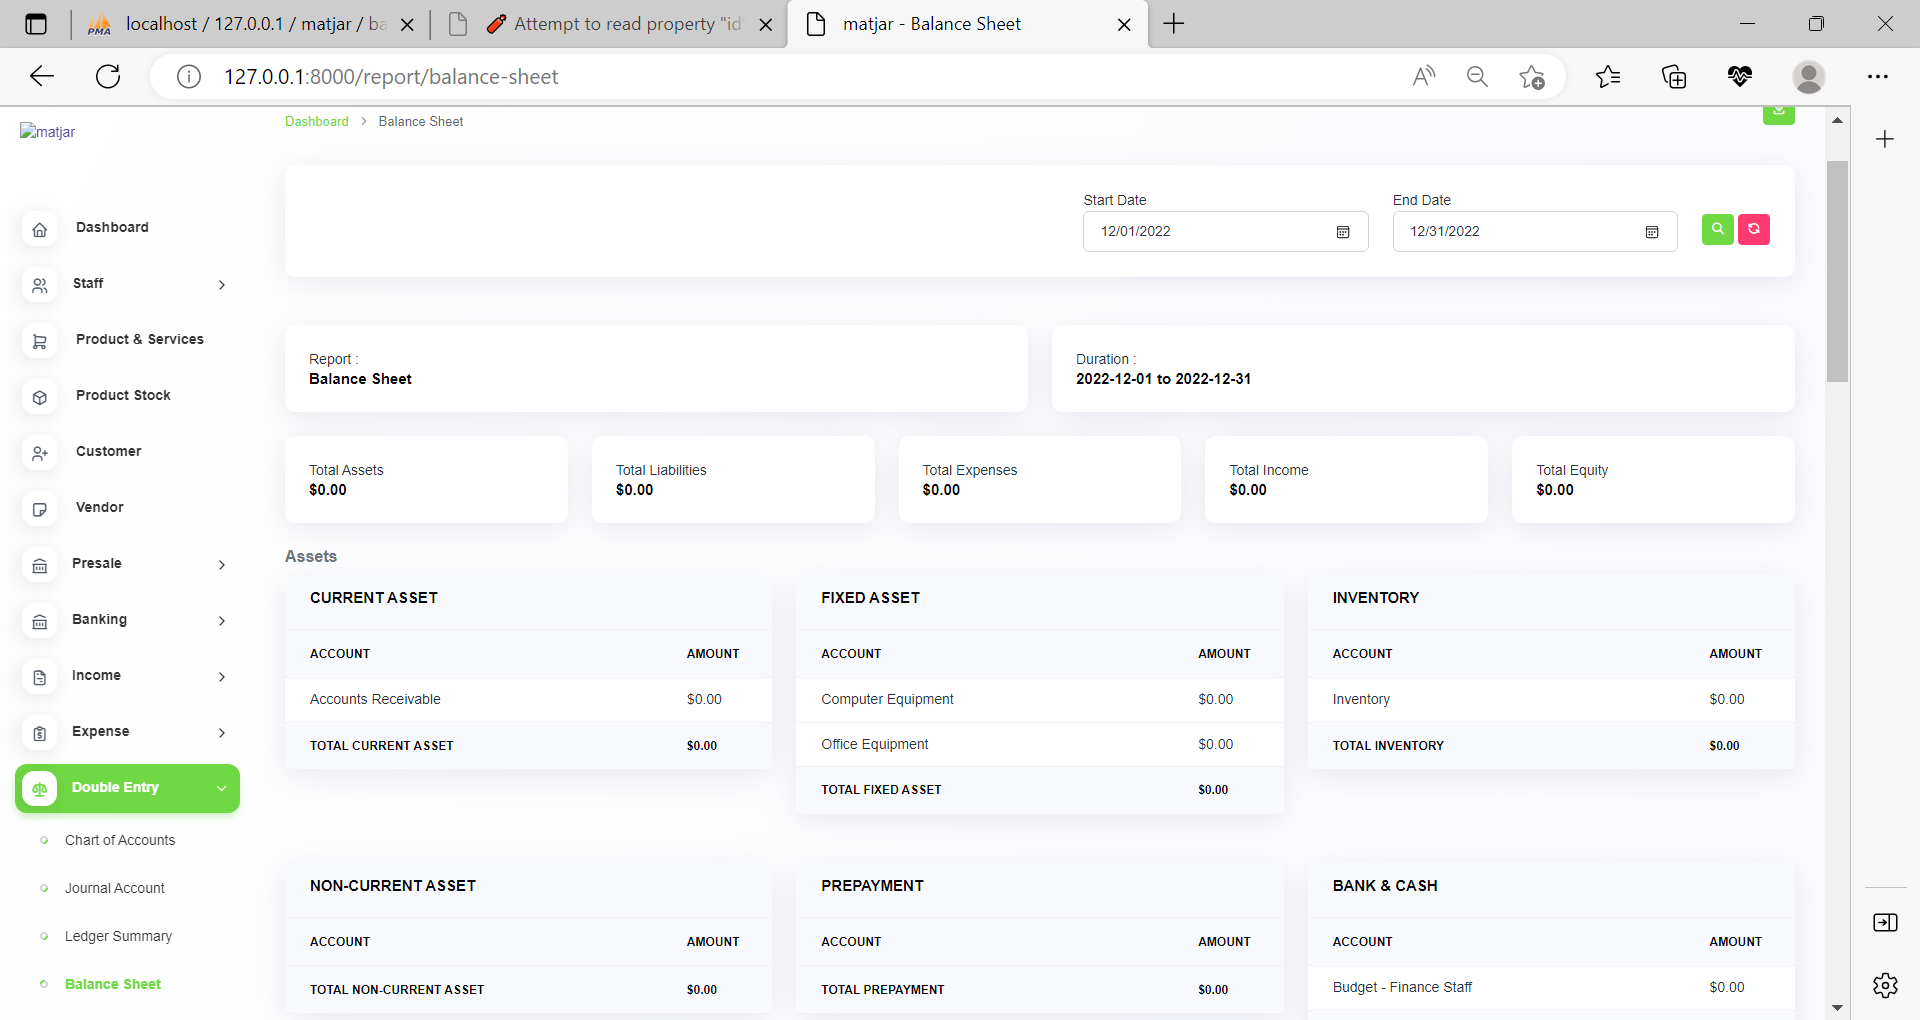 localhost / 127.0.0.1 / matjar / ba
Attempt to read property "id"
matjar - Balance Sheet
127.0.0.1:8000/report/balance-sheet
matjar
Dashboard > Balance Sheet
Start Date
End Date
12/01/2022
12/31/2022
Dashboard
Staff
Product & Services
Product Stock
Customer
Vendor
Presale
Banking
Income
Expense
Double Entry
Chart of Accounts
Journal Account
Ledger Summary
Balance Sheet
Report :
Balance Sheet
Duration :
2022-12-01 to 2022-12-31
Total Assets
$0.00
Total Liabilities
$0.00
Total Expenses
$0.00
Total Income
$0.00
Total Equity
$0.00
Assets
CURRENT ASSET
ACCOUNT AMOUNT
Accounts Receivable $0.00
TOTAL CURRENT ASSET $0.00
FIXED ASSET
ACCOUNT AMOUNT
Computer Equipment $0.00
Office Equipment $0.00
TOTAL FIXED ASSET $0.00
INVENTORY
ACCOUNT AMOUNT
Inventory $0.00
TOTAL INVENTORY $0.00
NON-CURRENT ASSET
ACCOUNT AMOUNT
TOTAL NON-CURRENT ASSET $0.00
PREPAYMENT
ACCOUNT AMOUNT
TOTAL PREPAYMENT $0.00
BANK & CASH
ACCOUNT AMOUNT
Budget - Finance Staff $0.00